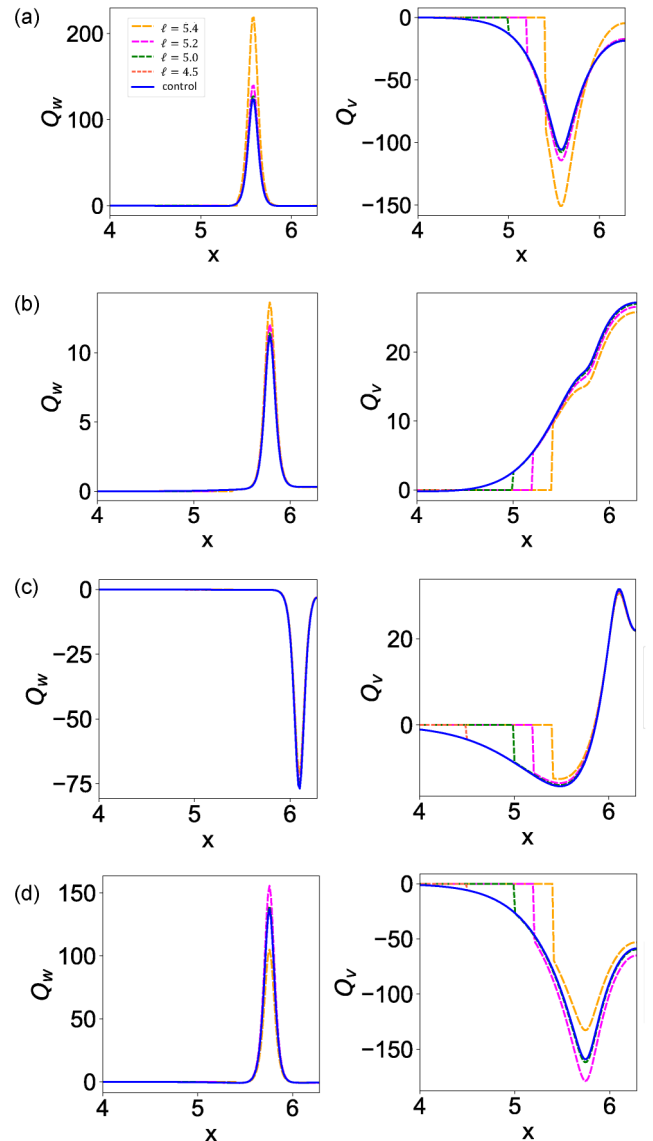 (a)
200
100
0
Q_w
ℓ = 5.4
ℓ = 5.2
ℓ = 5.0
ℓ = 4.5
control
4 5 6
x
0
−50
−100
−150
Q_v
4 5 6
x
(b)
10
5
0
Q_w
4 5 6
x
20
10
0
Q_v
4 5 6
x
(c)
0
−25
−50
−75
Q_w
4 5 6
x
20
0
Q_v
4 5 6
x
(d)
150
100
50
0
Q_w
4 5 6
x
0
−50
−100
−150
Q_v
4 5 6
x